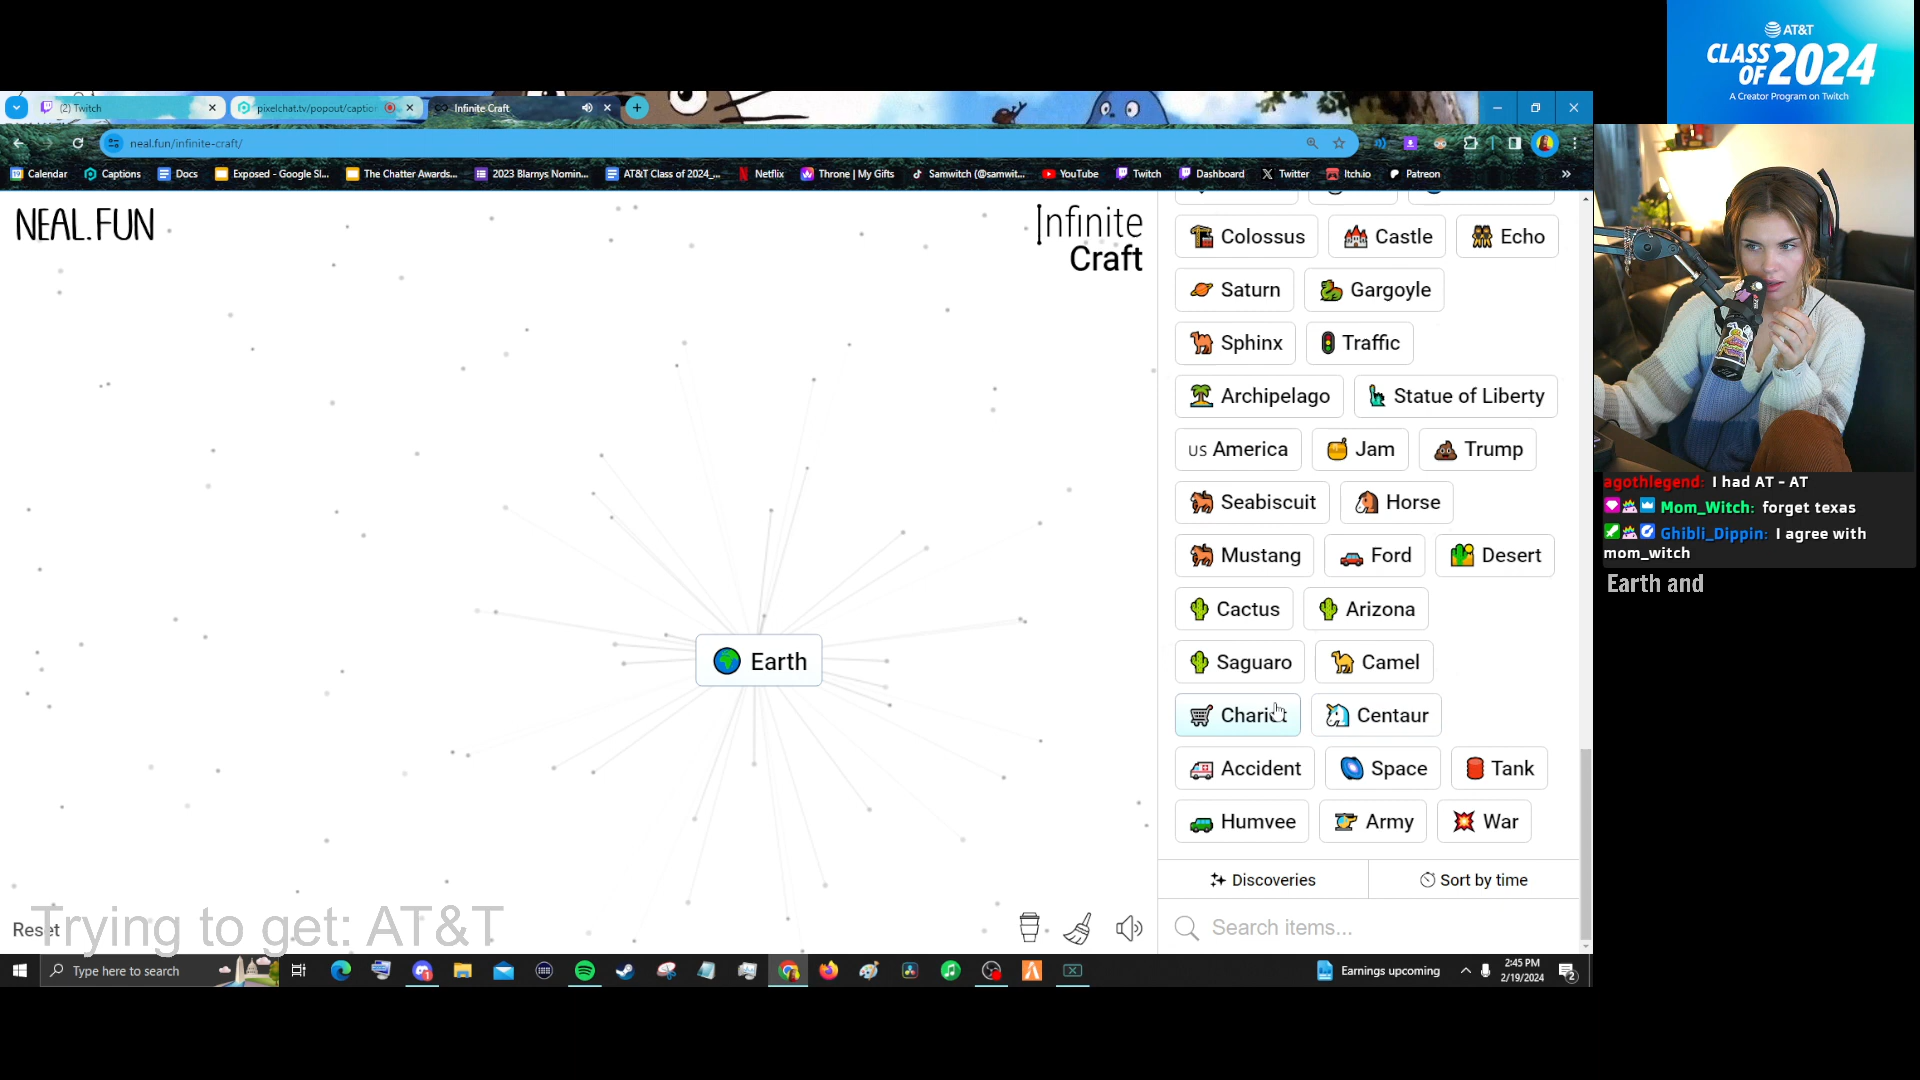 AT&T
CLASS
OF 2024
A Creator Program on Twitch
(2) Twitch
pixelchat.tv/popout/caption
Infinite Craft
neal.fun/infinite-craft/
Calendar
Captions
Docs
Exposed - Google Sl...
The Chatter Awards...
2023 Blarnys Nomin...
AT&T Class of 2024_...
Netflix
Throne | My Gifts
Samwitch (@samwit...
YouTube
Twitch
Dashboard
Twitter
Itch.io
Patreon
NEAL.FUN
Infinite
Craft
Colossus
Castle
Echo
Saturn
Gargoyle
Sphinx
Traffic
Archipelago
Statue of Liberty
US America
Jam
Trump
Seabiscuit
Horse
Mustang
Ford
Desert
Cactus
Arizona
Saguaro
Camel
Chariot
Centaur
Accident
Space
Tank
Humvee
Army
War
Earth
Discoveries
Sort by time
Search items...
Reset
Trying to get: AT&T
agothlegend: I had AT - AT
Mom_Witch: forget texas
Ghibli_Dippin: I agree with
mom_witch
Earth and
Type here to search
Earnings upcoming
2:45 PM
2/19/2024
2